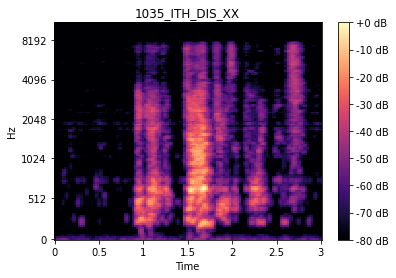 1035_ITH_DIS_XX
+0 dB
8192
-10 dB
-20 dB
4096
-30 dB
Hz
2048
-40 dB
1024
-50 dB
-60 dB
512
-70 dB
0
-80 dB
0 0.5 1 1.5 2 2.5 3
Time